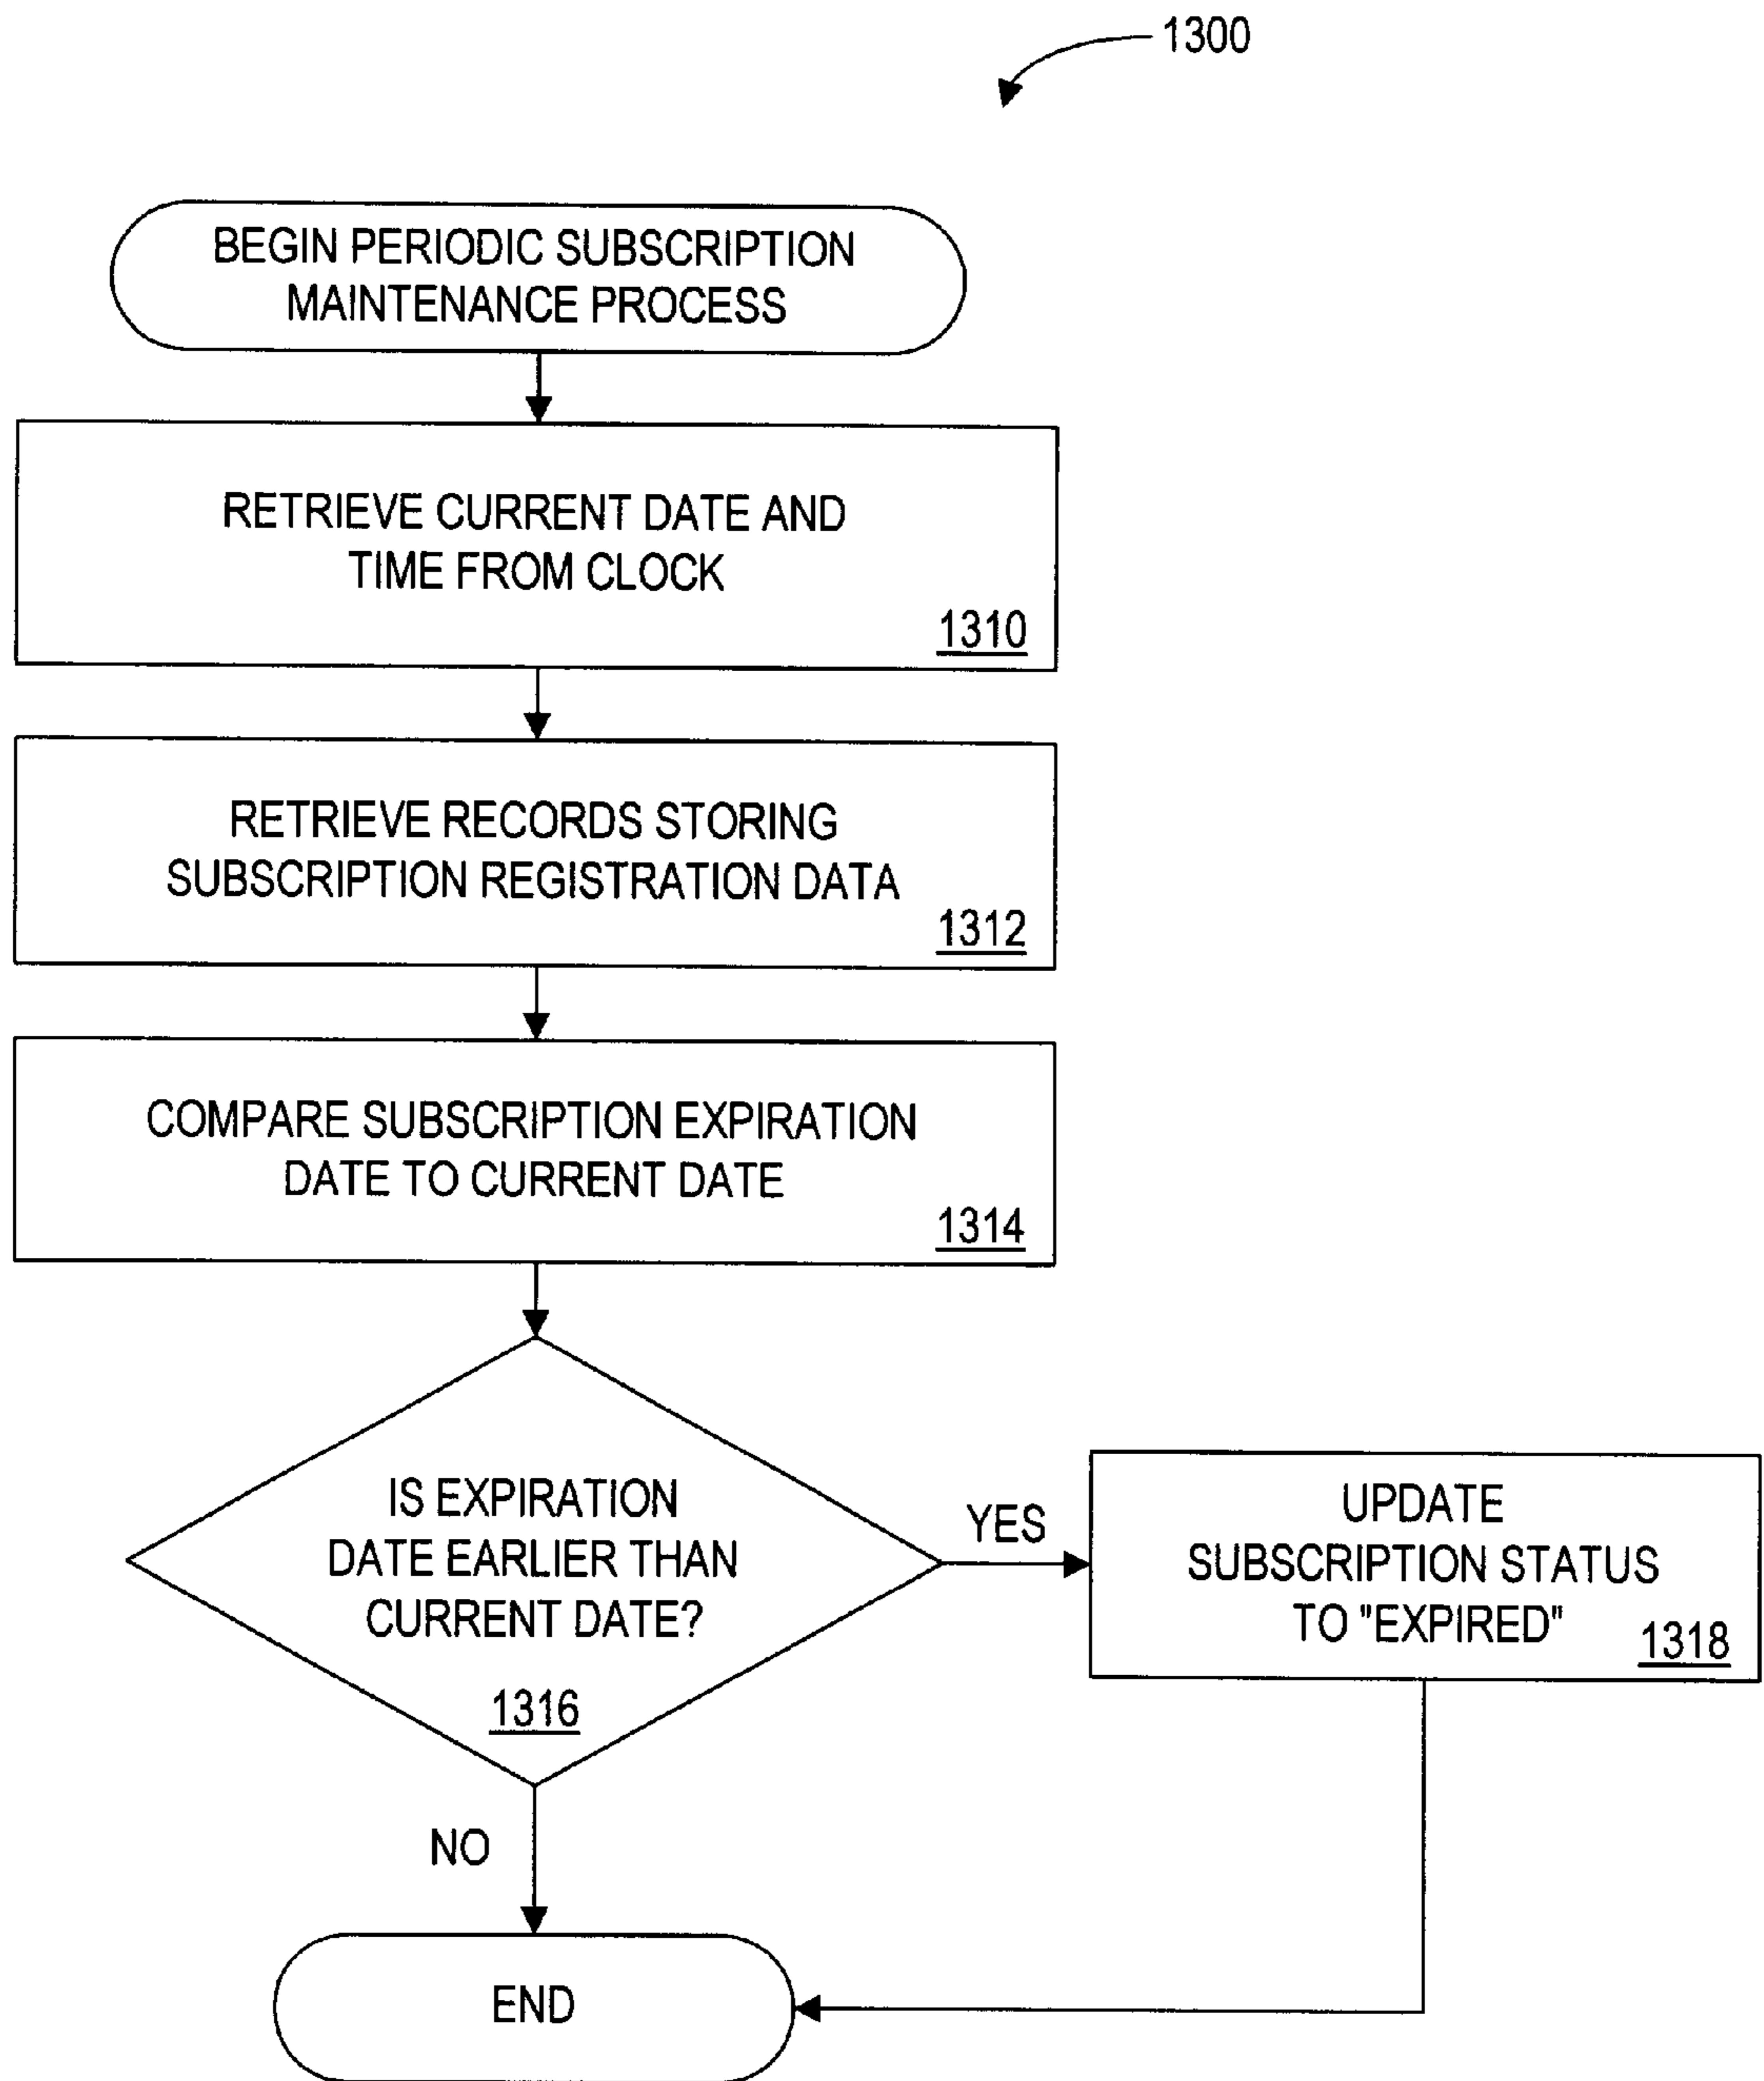 1300
BEGIN PERIODIC SUBSCRIPTION
MAINTENANCE PROCESS
RETRIEVE CURRENT DATE AND
TIME FROM CLOCK
1310
RETRIEVE RECORDS STORING
SUBSCRIPTION REGISTRATION DATA
1312
COMPARE SUBSCRIPTION EXPIRATION
DATE TO CURRENT DATE
1314
IS EXPIRATION
DATE EARLIER THAN
CURRENT DATE?
1316
YES
UPDATE
SUBSCRIPTION STATUS
TO "EXPIRED"
1318
NO
END